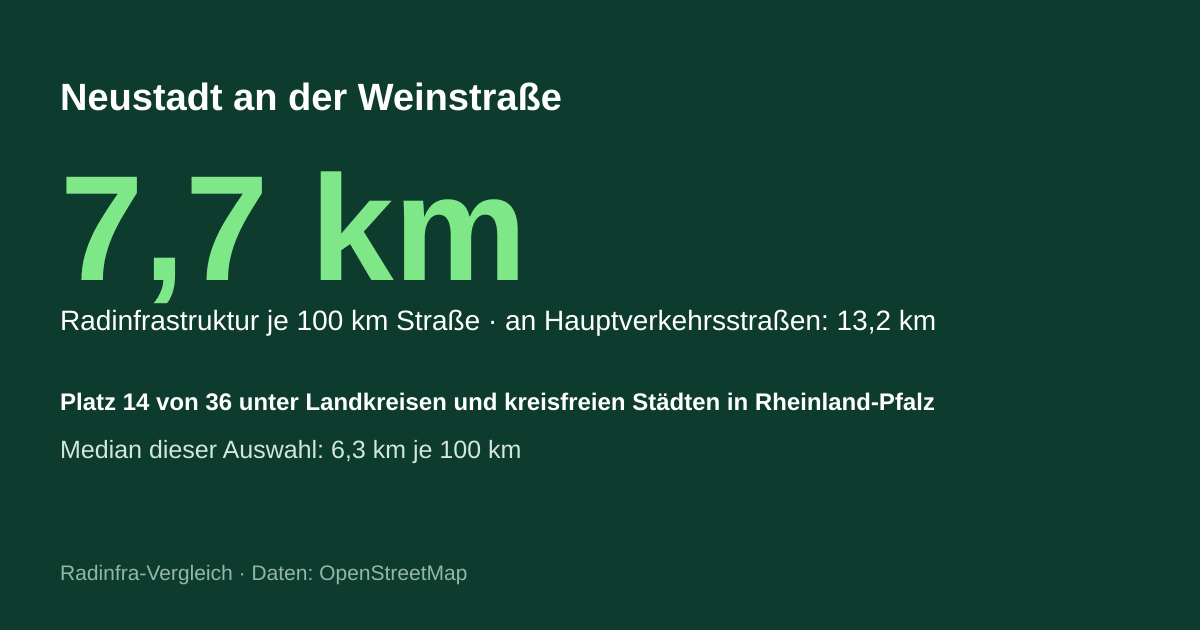 Neustadt an der Weinstraße
7,7 km
Radinfrastruktur je 100 km Straße · an Hauptverkehrsstraßen: 13,2 km
Platz 14 von 36 unter Landkreisen und kreisfreien Städten in Rheinland-Pfalz
Median dieser Auswahl: 6,3 km je 100 km
Radinfra-Vergleich · Daten: OpenStreetMap